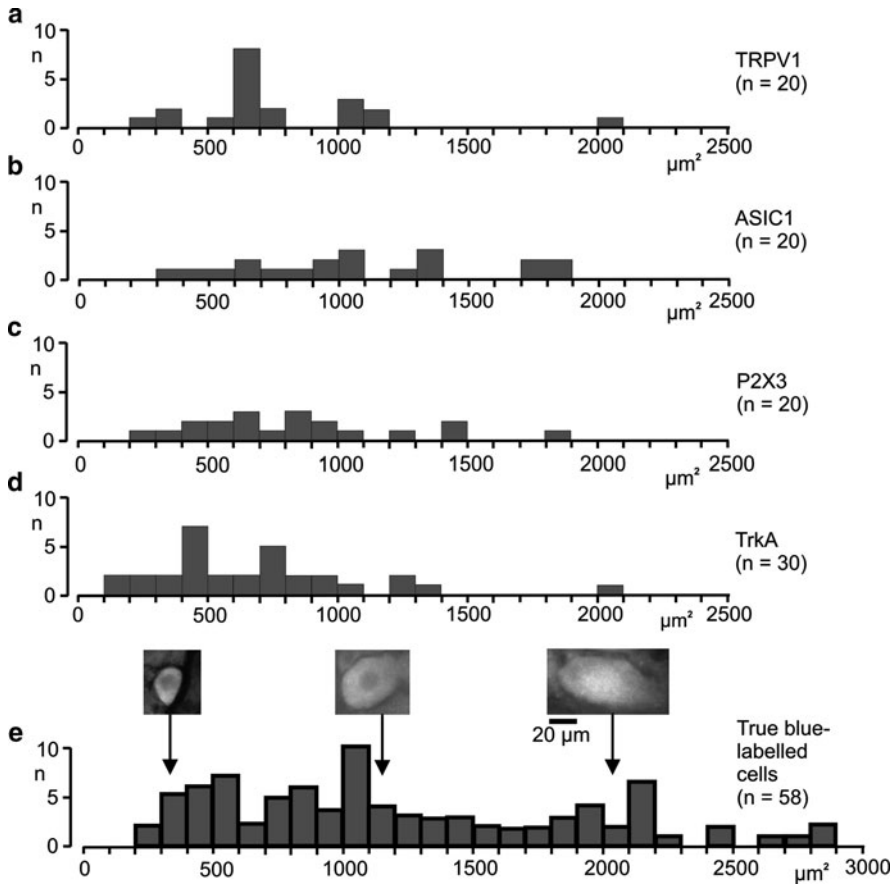 a
10
n
5
0
TRPV1
(n = 20)
0 500 1000 1500 2000 2500
µm²
b
10
n
5
0
ASIC1
(n = 20)
0 500 1000 1500 2000 2500
µm²
c
10
n
5
0
P2X3
(n = 20)
0 500 1000 1500 2000 2500
µm²
d
10
n
5
0
TrkA
(n = 30)
0 500 1000 1500 2000 2500
µm²
20 µm
e
10
n
5
0
True blue-
labelled
cells
(n = 58)
0 500 1000 1500 2000 2500 3000
µm²